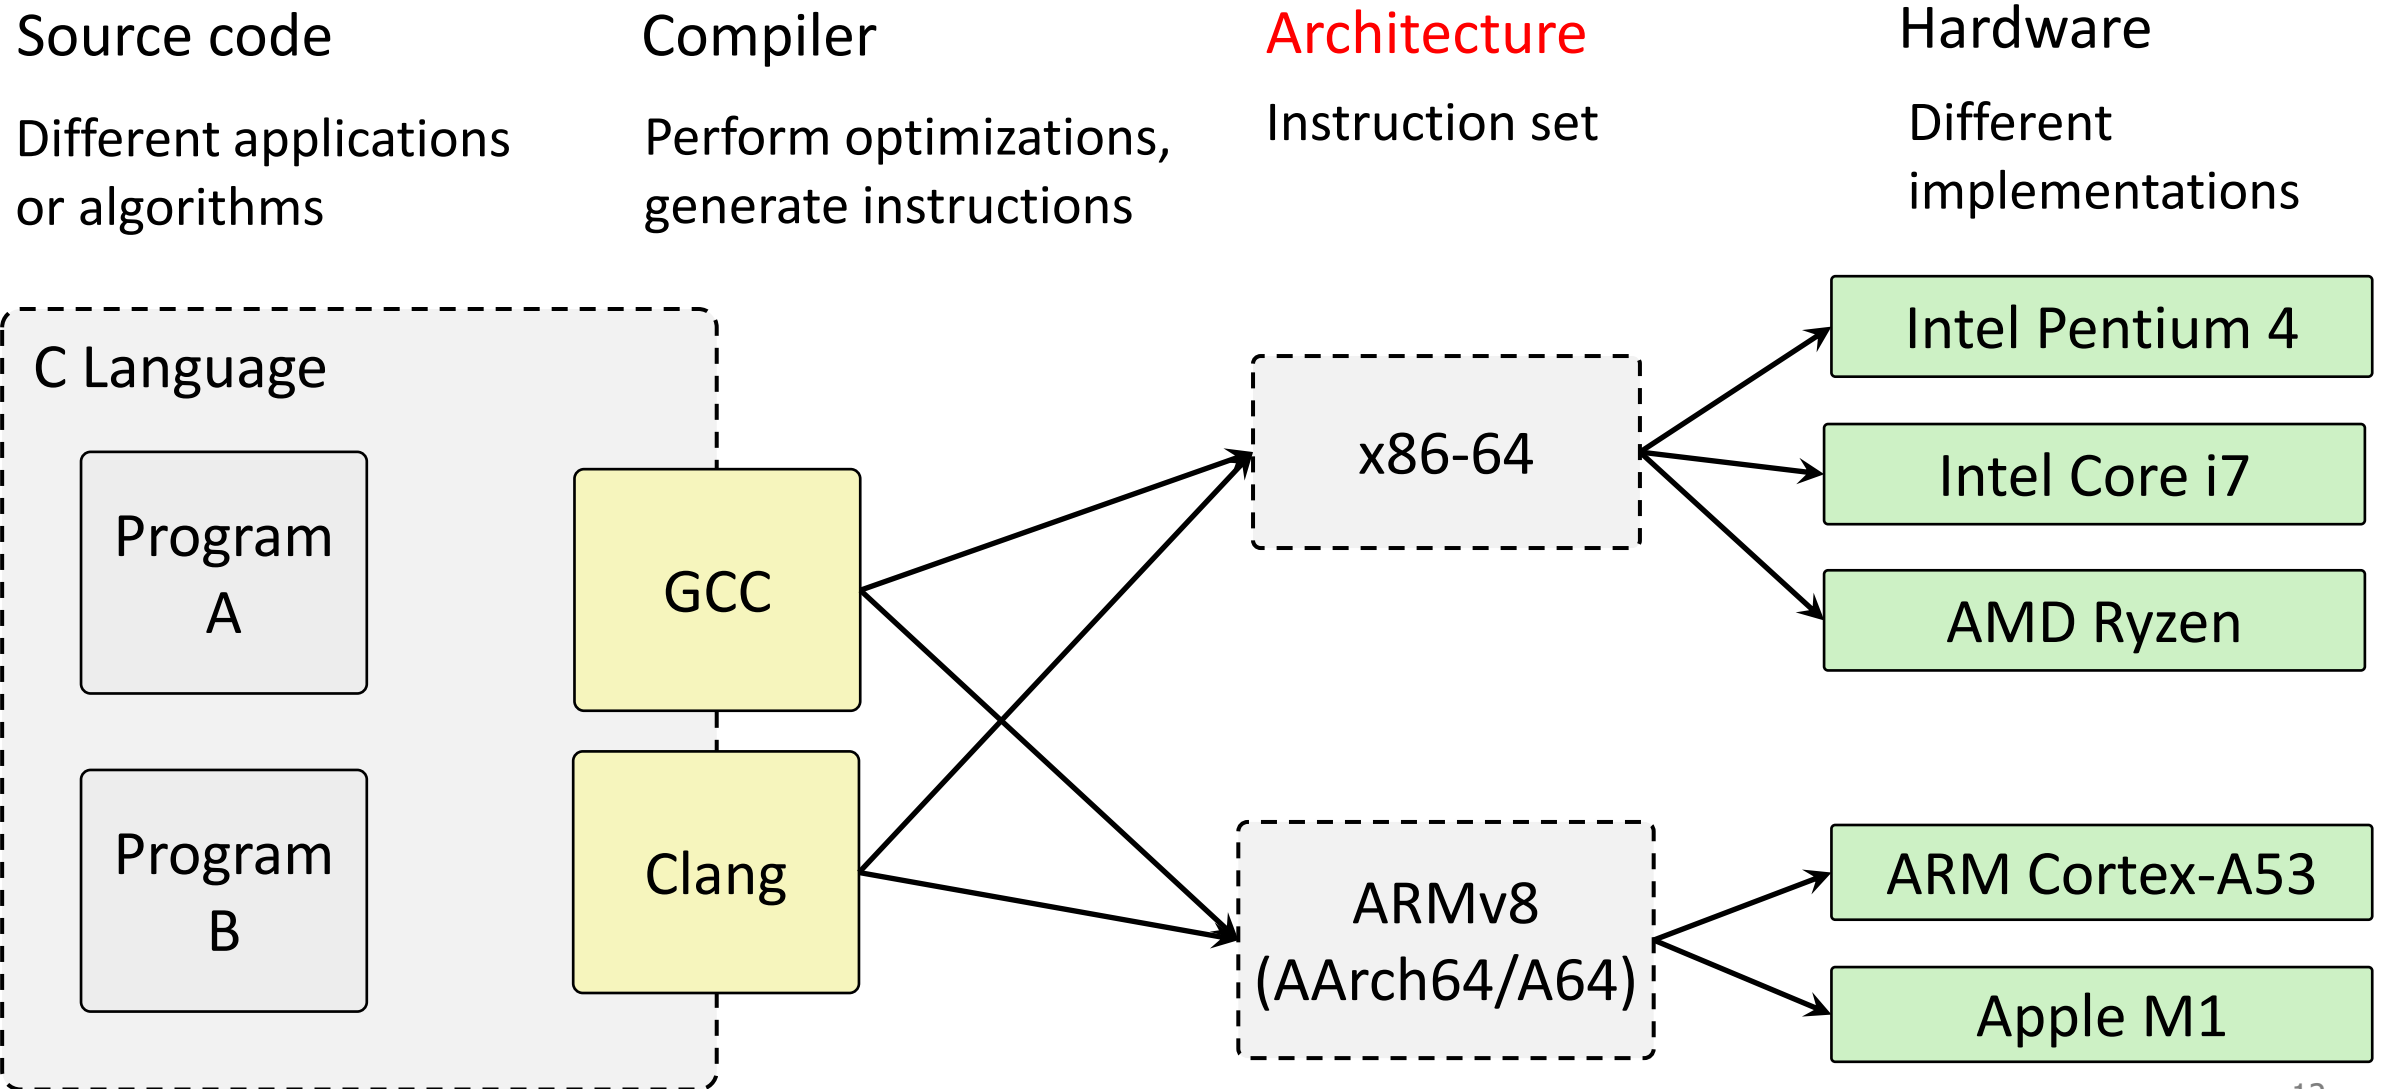 Source code
Different applications
or algorithms
Compiler
Perform optimizations,
generate instructions
Architecture
Instruction set
Hardware
Different
implementations
C Language
Program
A
Program
B
GCC
Clang
x86-64
ARMv8
(AArch64/A64)
Intel Pentium 4
Intel Core i7
AMD Ryzen
ARM Cortex-A53
Apple M1